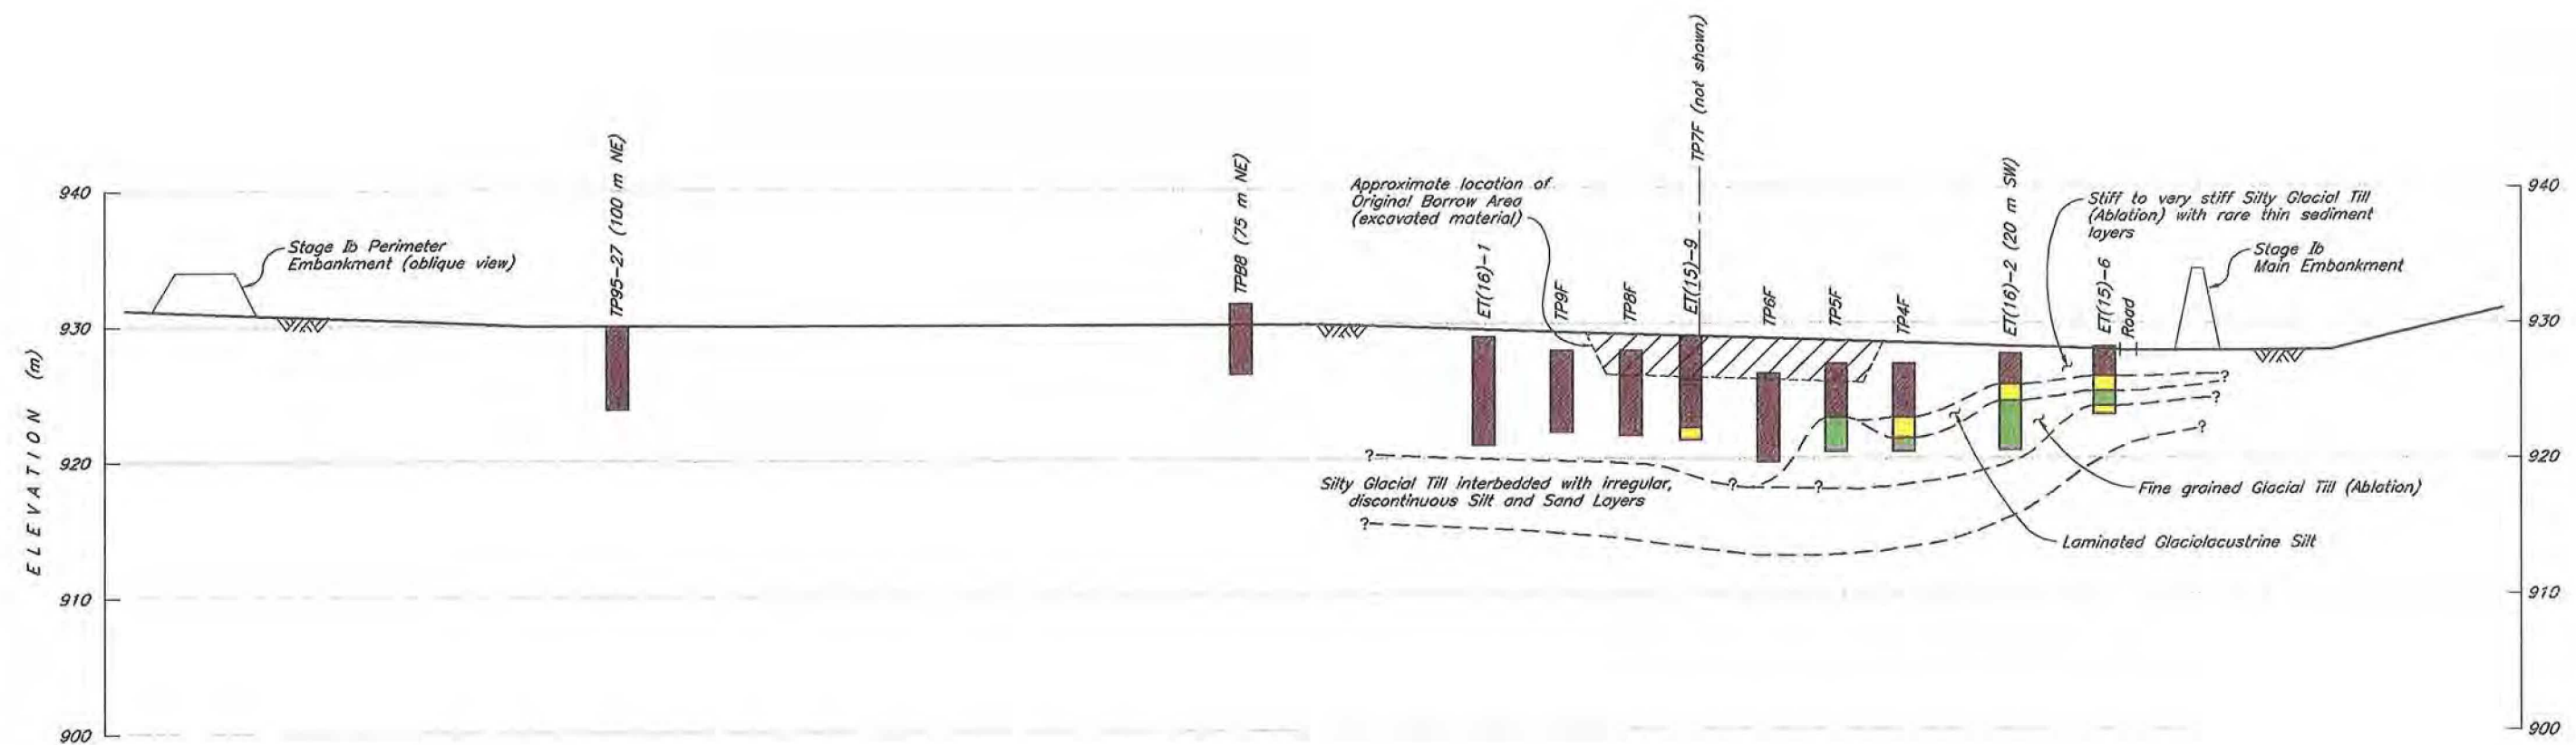 TP7F (not shown)
TP95-27 (100 m NE)
TPB8 (75 m NE)
ET(16)-1
TP9F
TP8F
ET(15)-9
TP6F
TP5F
TP4F
ET(16)-2 (20 m SW)
ET(15)-6
Road
Approximate location of
Original Borrow Area
(excavated material)
Stiff to very stiff Silty Glacial Till
(Ablation) with rare thin sediment
layers
Stage Ib Perimeter
Embankment (oblique view)
Stage Ib
Main Embankment
940
930
920
910
900
ELEVATION (m)
940
930
920
910
900
?
?
?
?
?
?
?
Silty Glacial Till interbedded with irregular,
discontinuous Silt and Sand Layers
Fine grained Glacial Till (Ablation)
Laminated Glaciolacustrine Silt